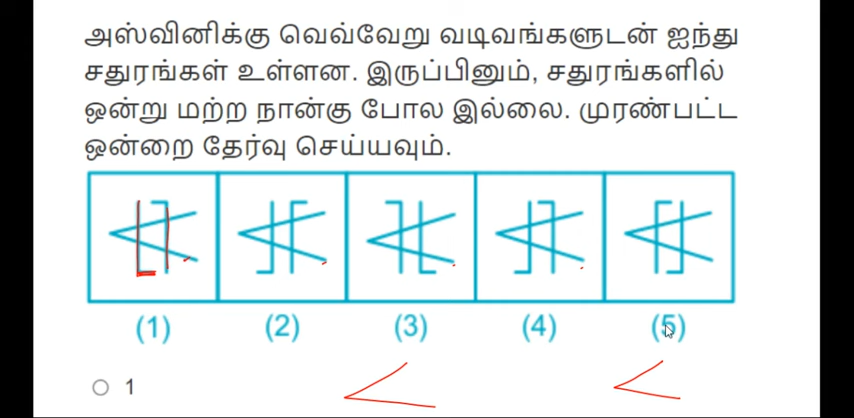 அஸ்வினிக்கு வெவ்வேறு வடிவங்களுடன் ஐந்து
சதுரங்கள் உள்ளன. இருப்பினும், சதுரங்களில்
ஒன்று மற்ற நான்கு போல இல்லை. முரண்பட்ட
ஒன்றை தேர்வு செய்யவும்.
(1) (2) (3) (4) (5)
1